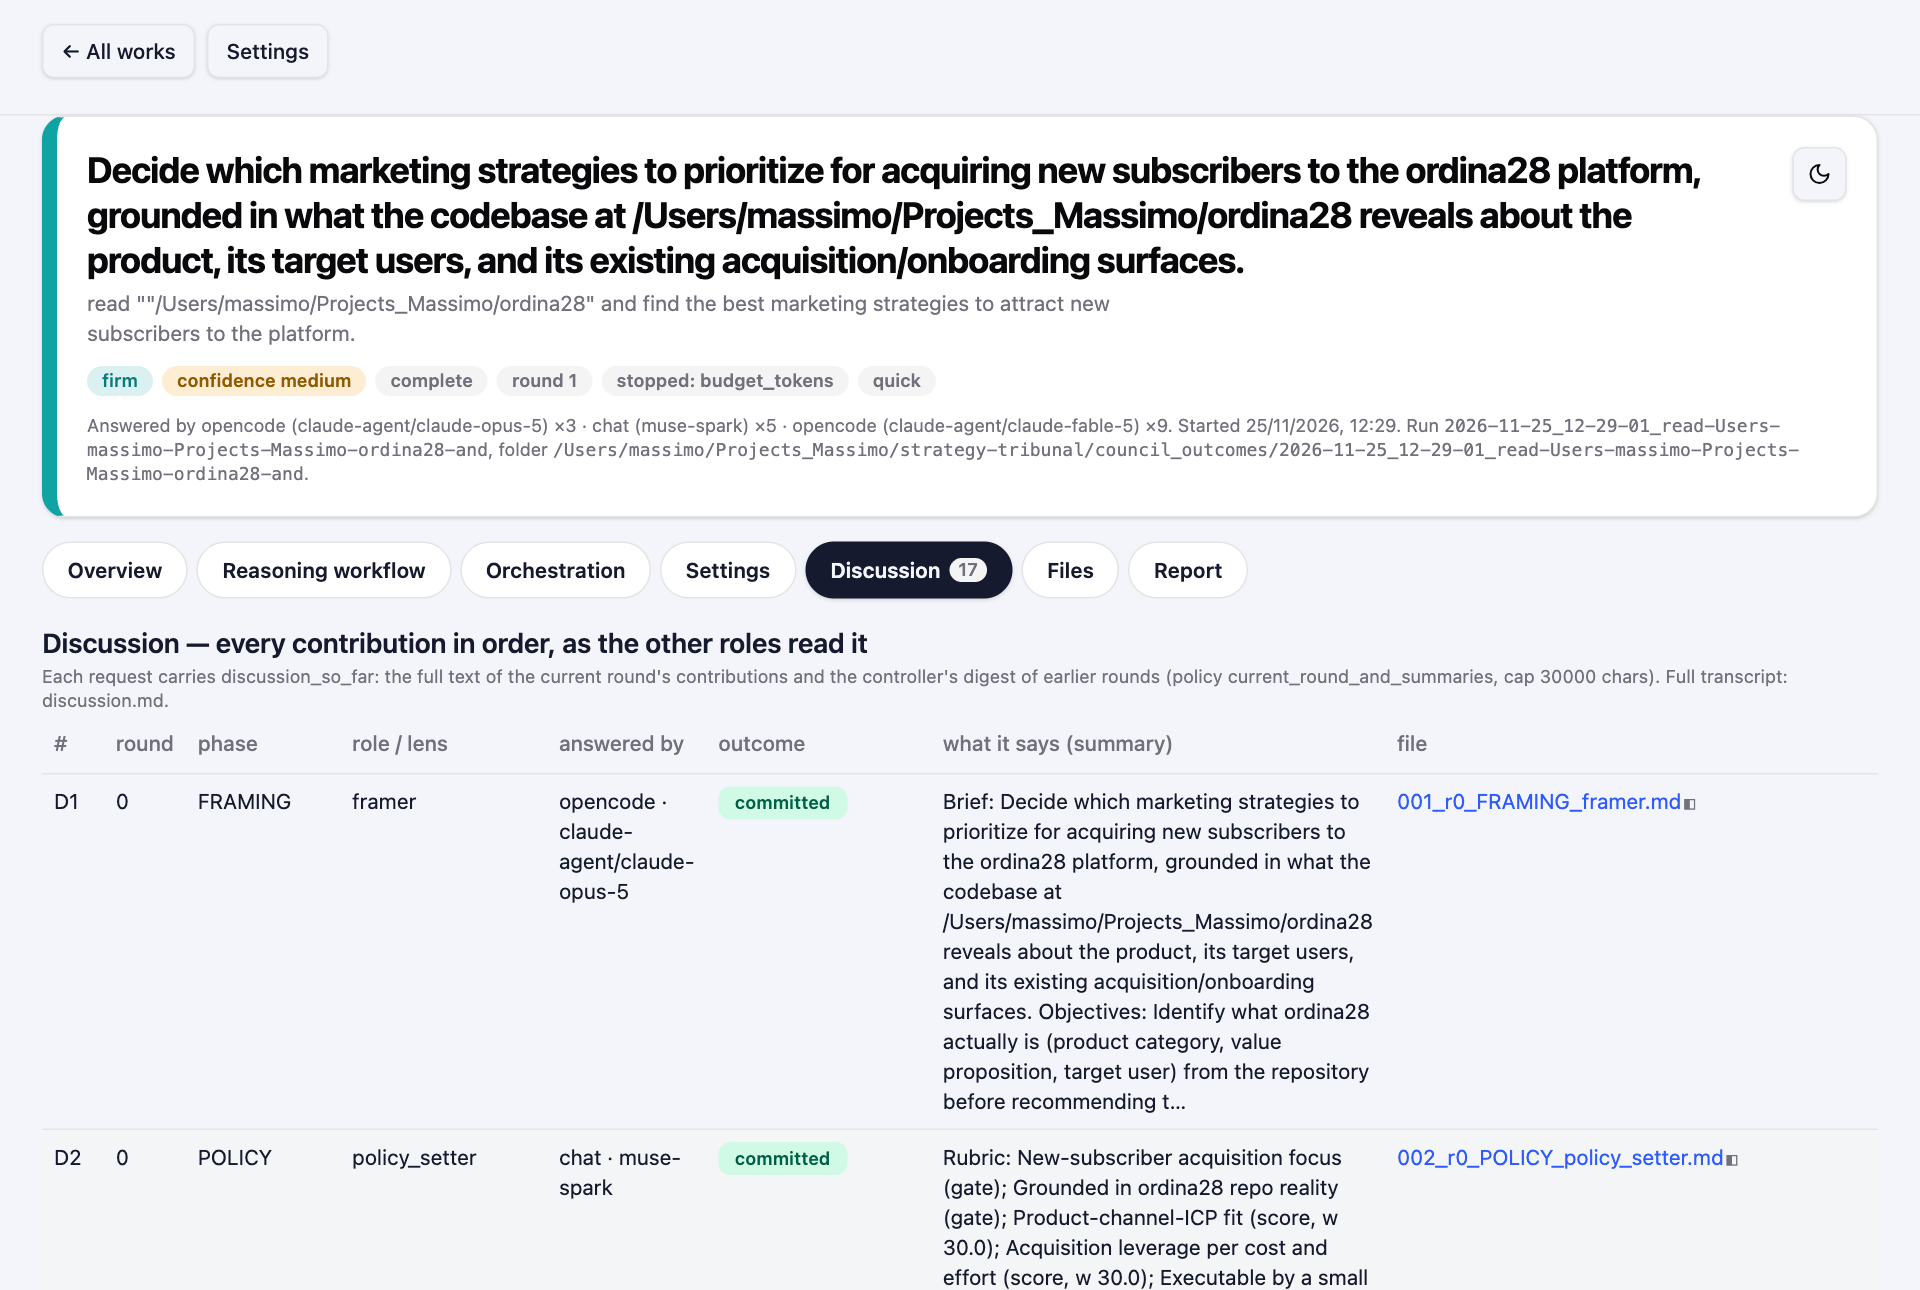 ← All works
Settings
Decide which marketing strategies to prioritize for acquiring new subscribers to the ordina28 platform,
grounded in what the codebase at /Users/massimo/Projects_Massimo/ordina28 reveals about the
product, its target users, and its existing acquisition/onboarding surfaces.
read ""/Users/massimo/Projects_Massimo/ordina28" and find the best marketing strategies to attract new
subscribers to the platform.
firm
confidence medium
complete
round 1
stopped: budget_tokens
quick
Answered by opencode (claude-agent/claude-opus-5) ×3 · chat (muse-spark) ×5 · opencode (claude-agent/claude-fable-5) ×9. Started 25/11/2026, 12:29. Run 2026-11-25_12-29-01_read-Users-
massimo-Projects-Massimo-ordina28-and, folder /Users/massimo/Projects_Massimo/strategy-tribunal/council_outcomes/2026-11-25_12-29-01_read-Users-massimo-Projects-
Massimo-ordina28-and.
Overview
Reasoning workflow
Orchestration
Settings
Discussion 17
Files
Report
Discussion — every contribution in order, as the other roles read it
Each request carries discussion_so_far: the full text of the current round's contributions and the controller's digest of earlier rounds (policy current_round_and_summaries, cap 30000 chars). Full transcript:
discussion.md.
# round phase role / lens answered by outcome what it says (summary) file
D1 0 FRAMING framer
opencode ·
claude-
agent/claude-
opus-5
committed
Brief: Decide which marketing strategies to
prioritize for acquiring new subscribers to
the ordina28 platform, grounded in what the
codebase at
/Users/massimo/Projects_Massimo/ordina28
reveals about the product, its target users,
and its existing acquisition/onboarding
surfaces. Objectives: Identify what ordina28
actually is (product category, value
proposition, target user) from the repository
before recommending t...
001_r0_FRAMING_framer.md
D2 0 POLICY policy_setter
chat · muse-
spark
committed
Rubric: New-subscriber acquisition focus
(gate); Grounded in ordina28 repo reality
(gate); Product-channel-ICP fit (score, w
30.0); Acquisition leverage per cost and
effort (score, w 30.0); Executable by a small
002_r0_POLICY_policy_setter.md